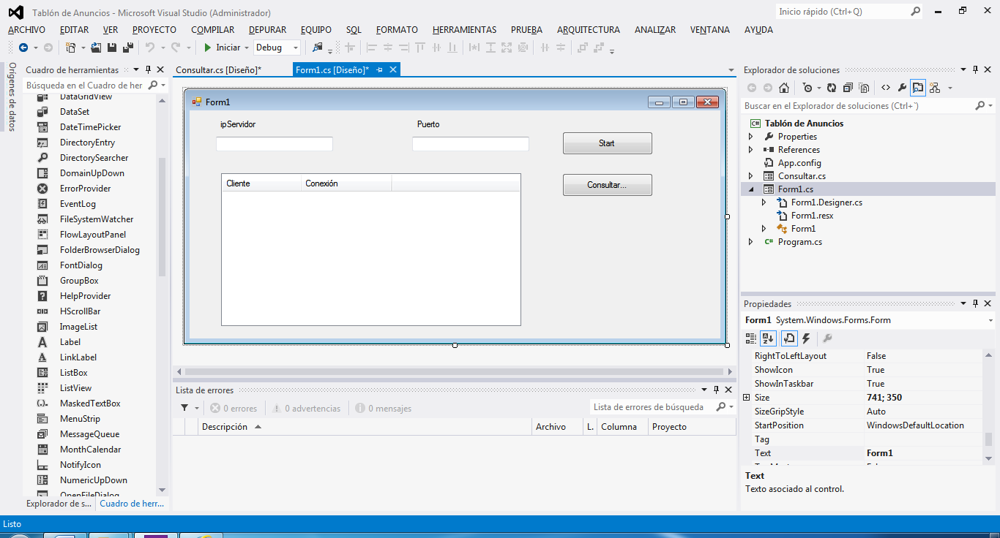 Tablón de Anuncios - Microsoft Visual Studio (Administrador)
Inicio rápido (Ctrl+Q)
ARCHIVO EDITAR VER PROYECTO COMPILAR DEPURAR EQUIPO SQL FORMATO HERRAMIENTAS PRUEBA ARQUITECTURA ANALIZAR VENTANA AYUDA
Iniciar Debug
Orígenes de datos
Cuadro de herramientas
Búsqueda en el Cuadro de her
DataGridView
DataSet
DateTimePicker
DirectoryEntry
DirectorySearcher
DomainUpDown
ErrorProvider
EventLog
FileSystemWatcher
FlowLayoutPanel
FolderBrowserDialog
FontDialog
GroupBox
HelpProvider
HScrollBar
ImageList
Label
LinkLabel
ListBox
ListView
MaskedTextBox
MenuStrip
MessageQueue
MonthCalendar
NotifyIcon
NumericUpDown
OpenFileDialog
Explorador de s... Cuadro de herr...
Consultar.cs [Diseño]* Form1.cs [Diseño]*
Form1
ipServidor Puerto
Start
Cliente Conexión
Consultar...
Lista de errores
0 errores 0 advertencias 0 mensajes
Lista de errores de búsqueda
Descripción Archivo L. Columna Proyecto
Explorador de soluciones
Buscar en el Explorador de soluciones (Ctrl+`)
C# Tablón de Anuncios
Properties
References
App.config
Consultar.cs
Form1.cs
Form1.Designer.cs
Form1.resx
Form1
C# Program.cs
Propiedades
Form1 System.Windows.Forms.Form
RightToLeftLayout False
ShowIcon True
ShowInTaskbar True
Size 741; 350
SizeGripStyle Auto
StartPosition WindowsDefaultLocation
Tag
Text Form1
Text
Texto asociado al control.
Listo